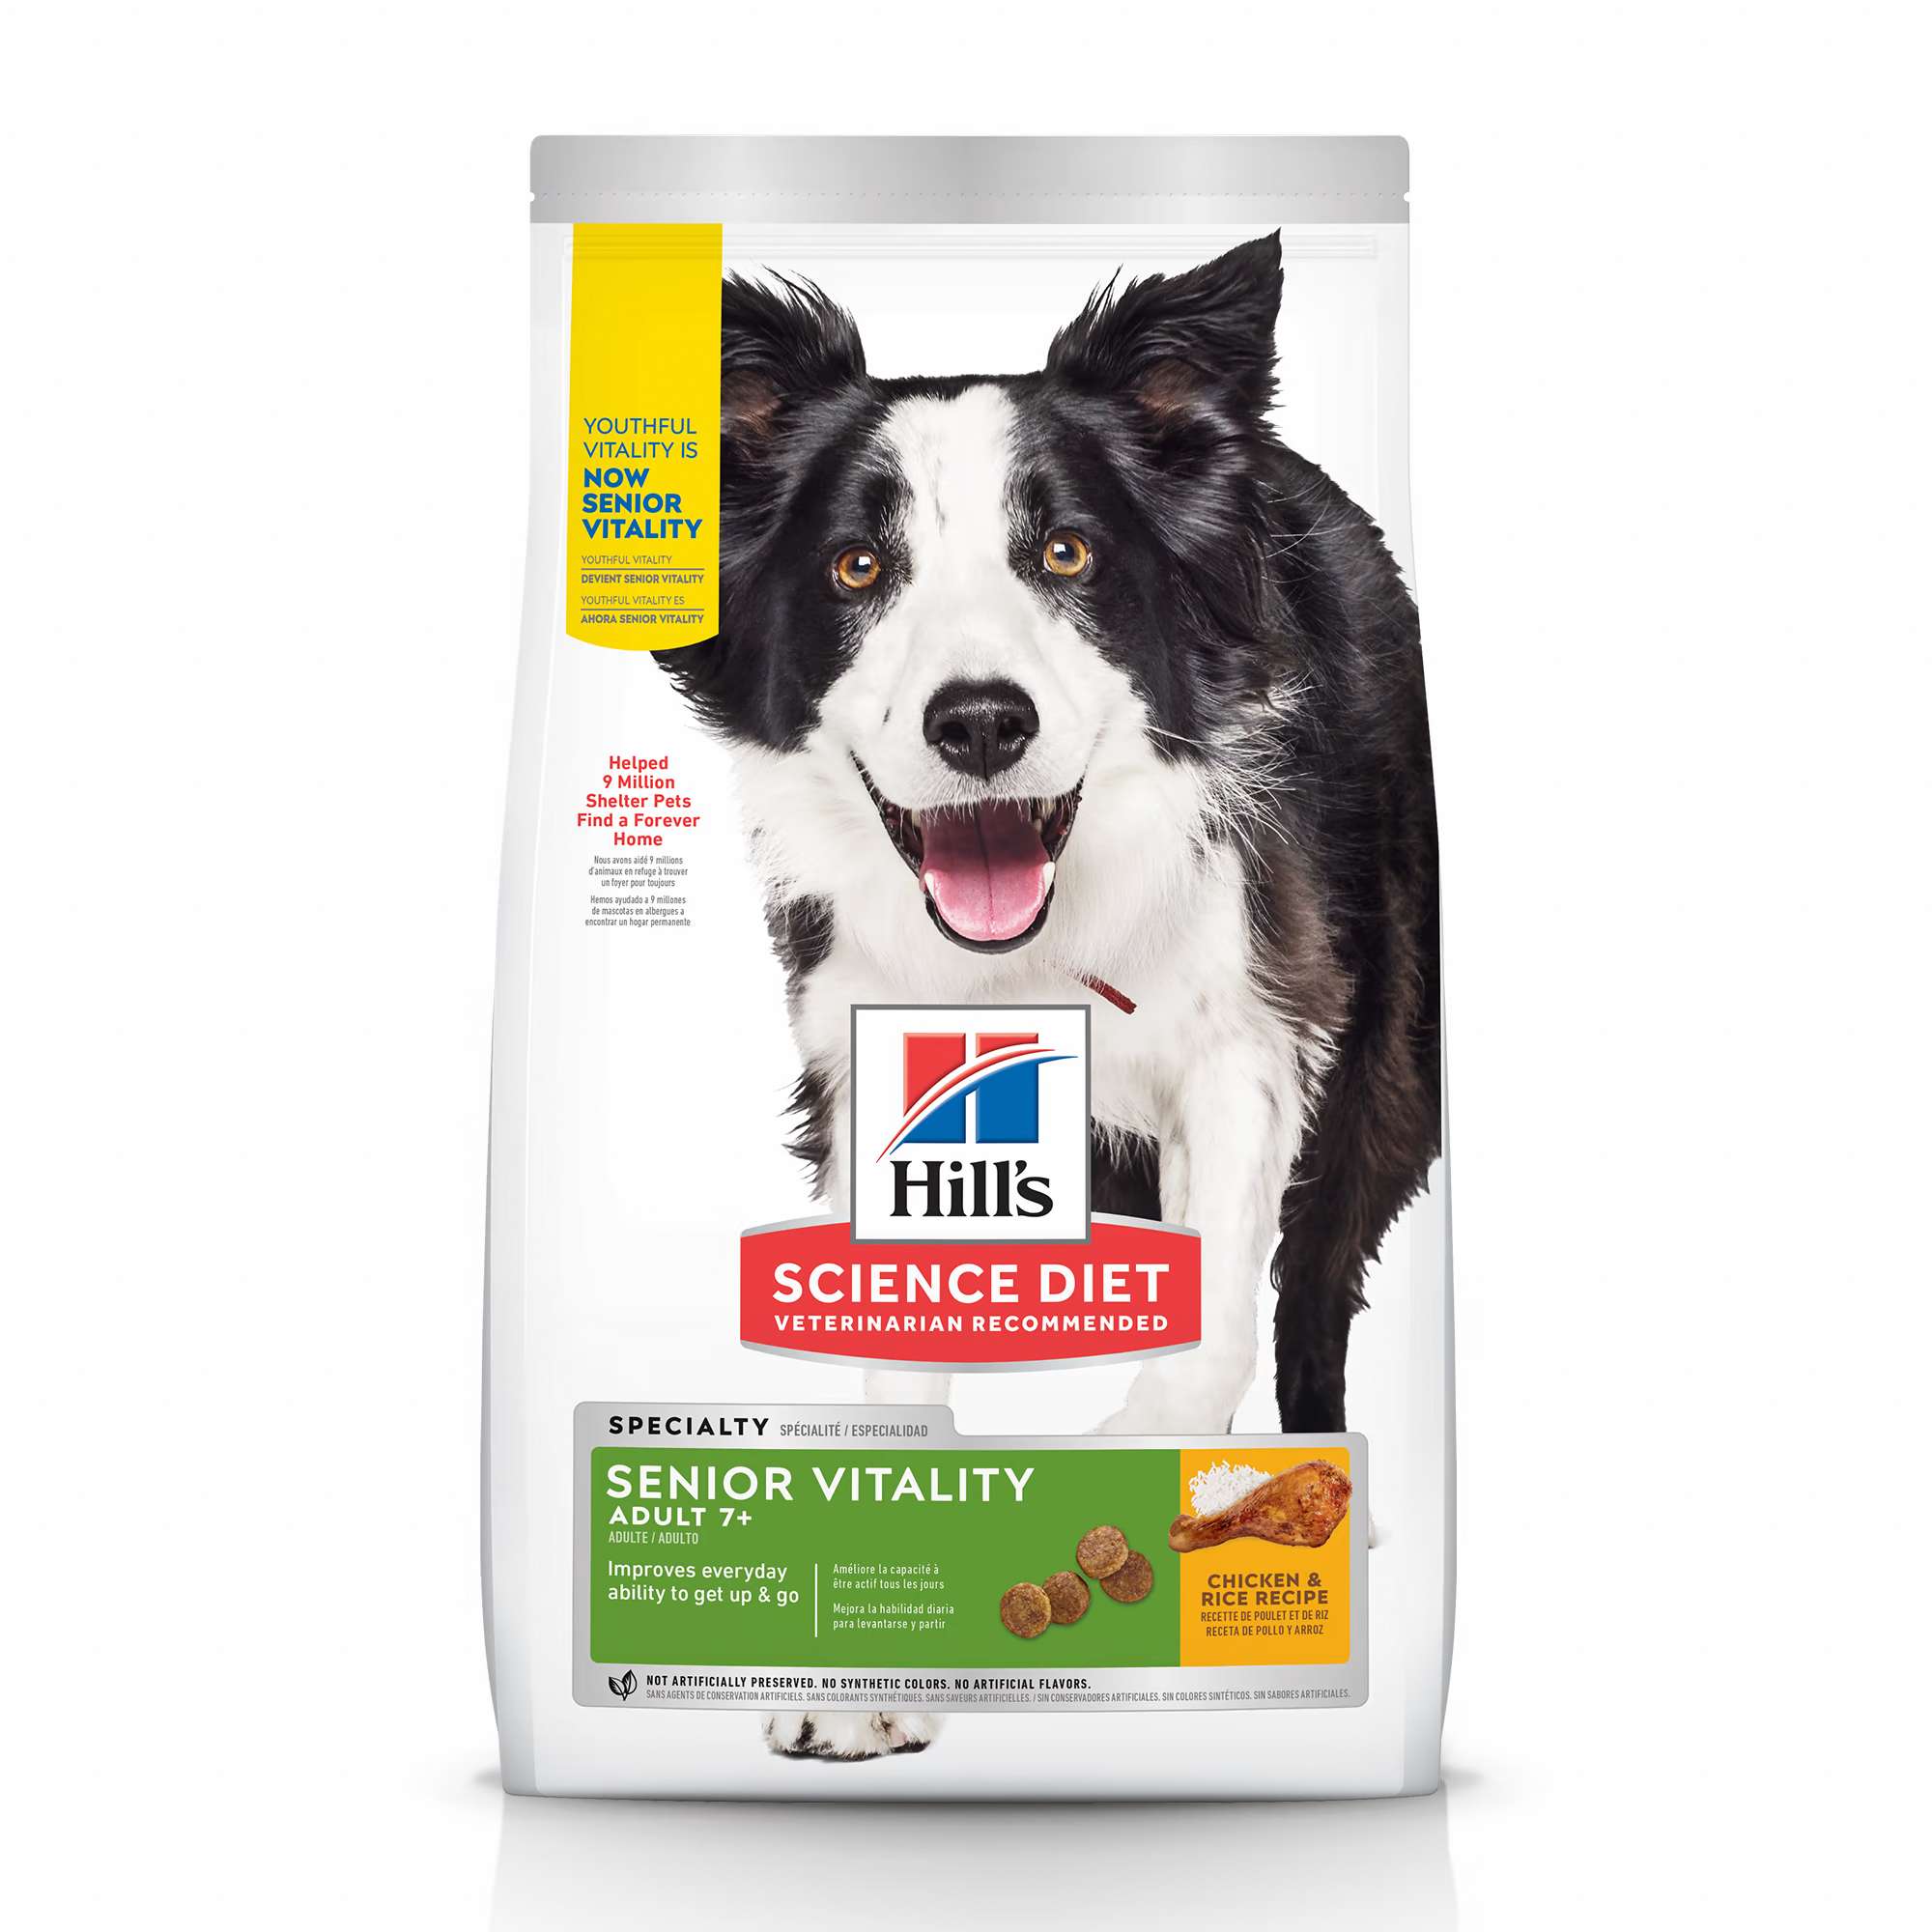 YOUTHFUL
VITALITY IS
NOW
SENIOR
VITALITY
YOUTHFUL VITALITY
DEVIENT SENIOR VITALITY
YOUTHFUL VITALITY ES
AHORA SENIOR VITALITY
Helped
9 Million
Shelter Pets
Find a Forever
Home
Nous avons aidé 9 millions
d'animaux en refuge à trouver
un foyer pour toujours
Hemos ayudado a 9 millones
de mascotas en albergues a
encontrar un hogar permanente
Hill's
SCIENCE DIET
VETERINARIAN RECOMMENDED
SPECIALTY SPÉCIALITÉ / ESPECIALIDAD
SENIOR VITALITY
ADULT 7+
ADULTE / ADULTO
Improves everyday
ability to get up & go
Améliore la capacité à
être actif tous les jours
Mejora la habilidad diaria
para levantarse y partir
CHICKEN &
RICE RECIPE
RECETTE DE POULET ET DE RIZ
RECETA DE POLLO Y ARROZ
NOT ARTIFICIALLY PRESERVED. NO SYNTHETIC COLORS. NO ARTIFICIAL FLAVORS.
SANS AGENTS DE CONSERVATION ARTIFICIELS. SANS COLORANTS SYNTHÉTIQUES. SANS SAVEURS ARTIFICIELLES. / SIN CONSERVADORES ARTIFICIALES. SIN COLORES SINTÉTICOS. SIN SABORES ARTIFICIALES.